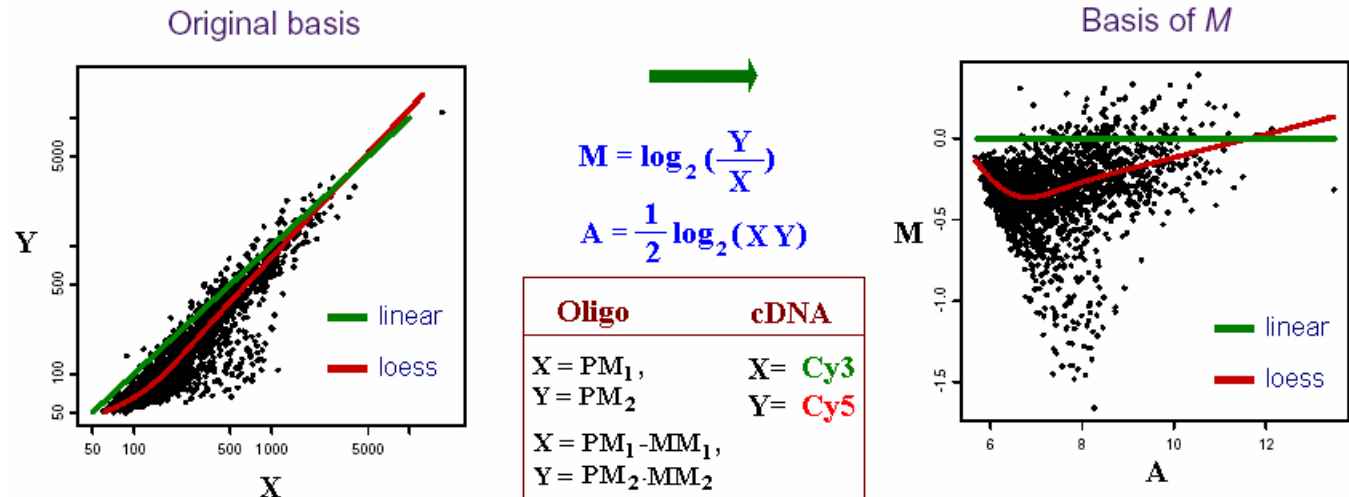 Original basis
Y
5000
500
100
50
50 100 500 1000 5000
X
linear
loess
M = log₂ (Y/X)
A = 1/2 log₂ (X Y)
Oligo cDNA
X = PM₁, X= Cy3
Y = PM₂ Y= Cy5
X = PM₁-MM₁,
Y = PM₂-MM₂
Basis of M
M
0.0
-0.5
-1.0
-1.5
6 8 10 12
A
linear
loess